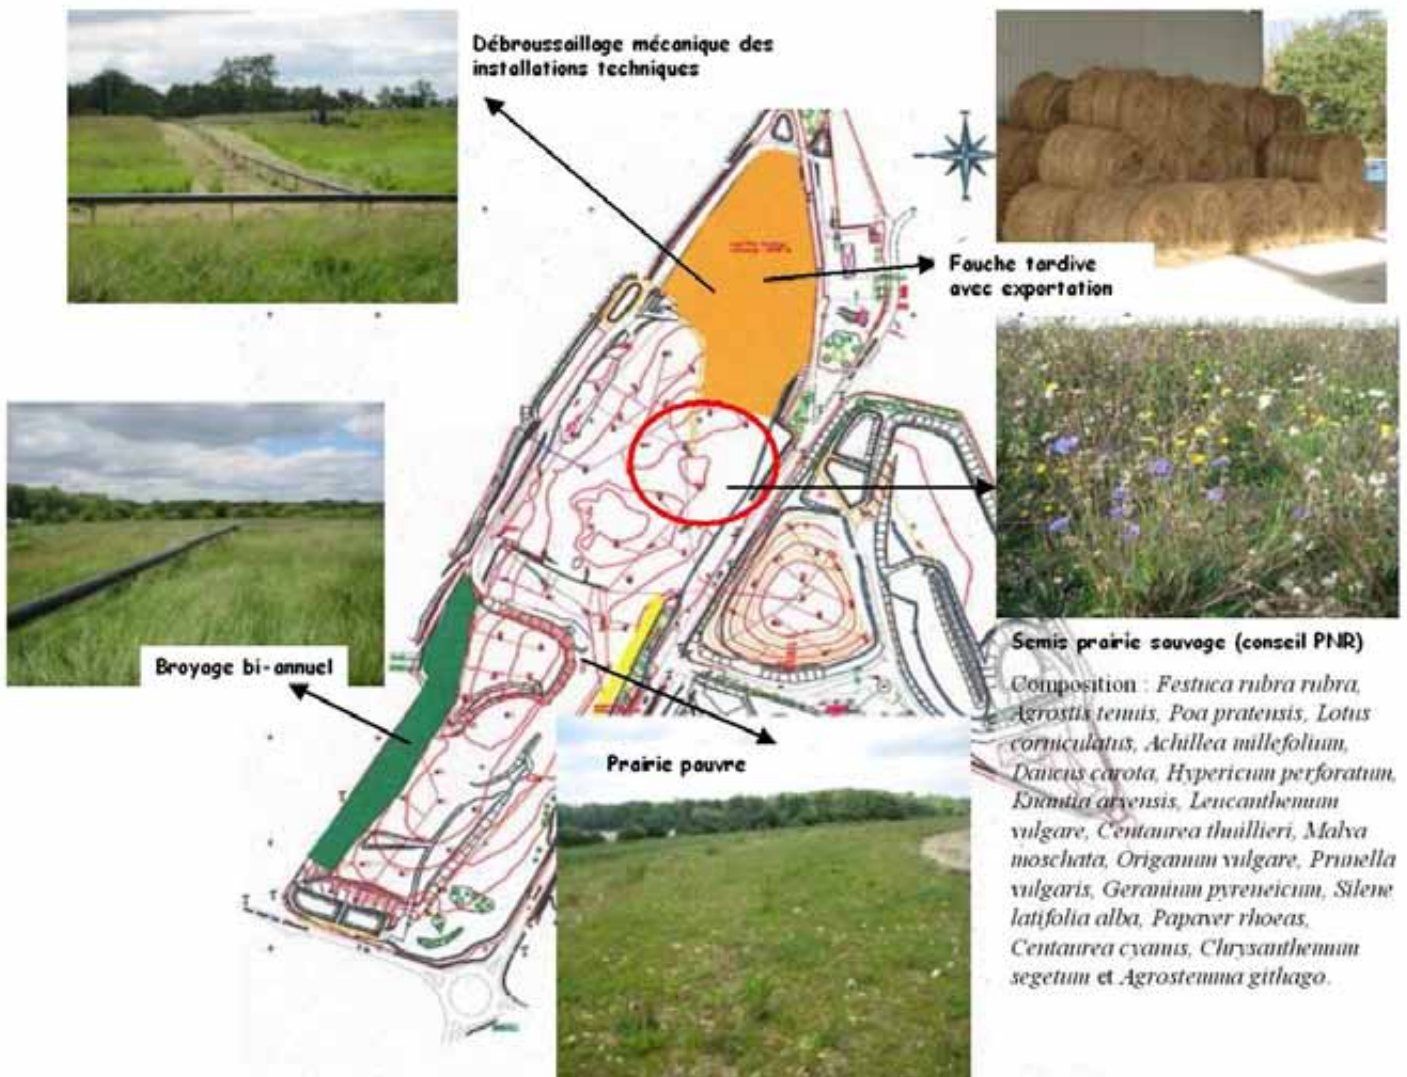 Débroussaillage mécanique des
installations techniques
Fauche tardive
avec exportation
Broyage bi-annuel
Prairie pauvre
Semis prairie sauvage (conseil PNR)
Composition : Festuca rubra rubra,
Agrostis tenuis, Poa pratensis, Lotus
corniculatus, Achillea millefolium,
Daucus carota, Hypericum perforatum,
Knautia arvensis, Leucanthemum
vulgare, Centaurea thuillieri, Malva
moschata, Origanum vulgare, Prunella
vulgaris, Geranium pyreneicum, Silene
latifolia alba, Papaver rhoeas,
Centaurea cyanus, Chrysanthemum
segetum et Agrostemma githago.